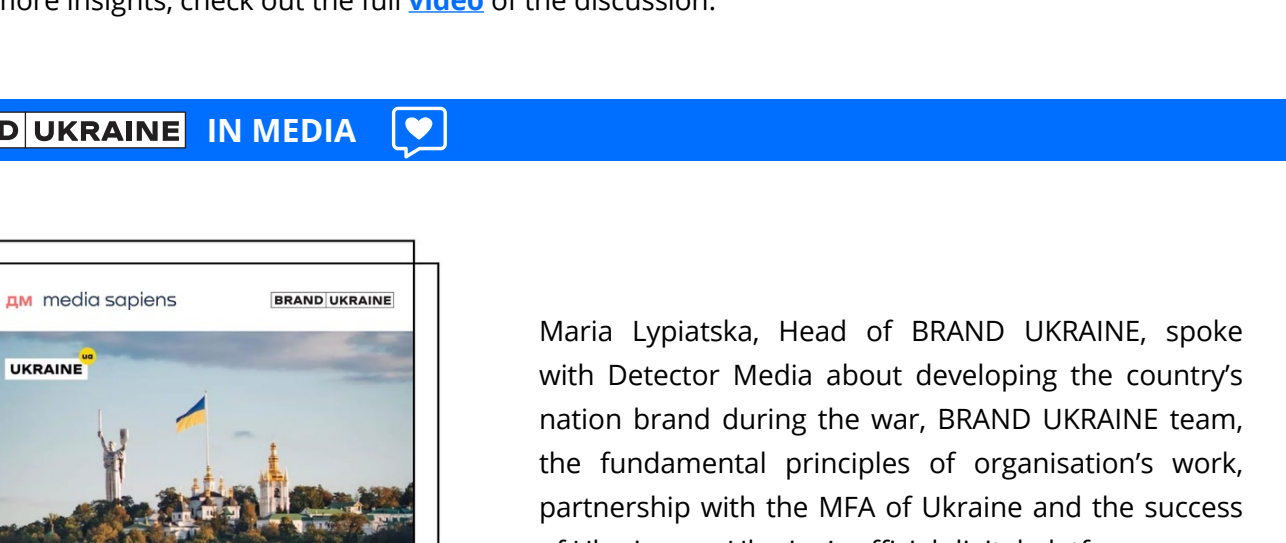 more insights, check out the full video of the discussion.
UKRAINE IN MEDIA
дм media sapiens BRAND UKRAINE
UKRAINE ua
Maria Lypiatska, Head of BRAND UKRAINE, spoke
with Detector Media about developing the country's
nation brand during the war, BRAND UKRAINE team,
the fundamental principles of organisation's work,
partnership with the MFA of Ukraine and the success